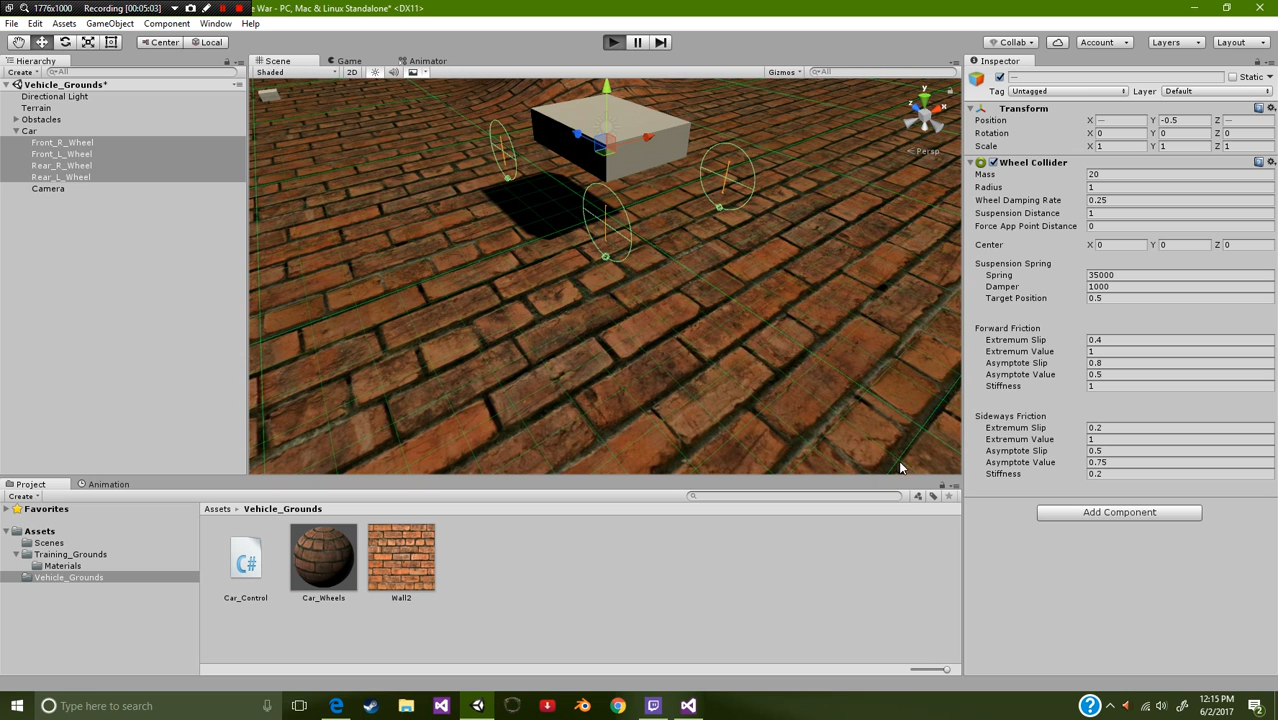 1776x1000 Recording [00:05:03] e War - PC, Mac & Linux Standalone* <DX11>
File Edit Assets GameObject Component Window Help
Center Local Collab Account Layers Layout
Hierarchy Scene Game Animator Inspector
Create All Shaded 2D Gizmos All — Static
Vehicle_Grounds* Tag Untagged Layer Default
Directional Light
Terrain Transform
Obstacles Position X — Y -0.5 Z —
Car Rotation X 0 Y 0 Z 0
Front_R_Wheel Scale X 1 Y 1 Z 1
Front_L_Wheel y x z Persp
Rear_R_Wheel Wheel Collider
Rear_L_Wheel Mass 20
Camera Radius 1
Wheel Damping Rate 0.25
Suspension Distance 1
Force App Point Distance 0
Center X 0 Y 0 Z 0
Suspension Spring
Spring 35000
Damper 1000
Target Position 0.5
Forward Friction
Extremum Slip 0.4
Extremum Value 1
Asymptote Slip 0.8
Asymptote Value 0.5
Stiffness 1
Sideways Friction
Extremum Slip 0.2
Extremum Value 1
Asymptote Slip 0.5
Asymptote Value 0.75
Stiffness 0.2
Add Component
Project Animation
Create
Favorites Assets Vehicle_Grounds
Assets
Scenes
Training_Grounds
Materials
Vehicle_Grounds
C#
Car_Control Car_Wheels Wall2
Type here to search
12:15 PM
6/2/2017
2